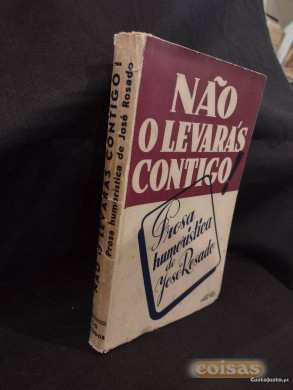 NÃO
O LEVARÁS
CONTIGO!
Prosa
humorística
de
José Rosado
NÃO O LEVARÁS CONTIGO!
Prosa humorística de José Rosado
coisas
CustoJusto.pt